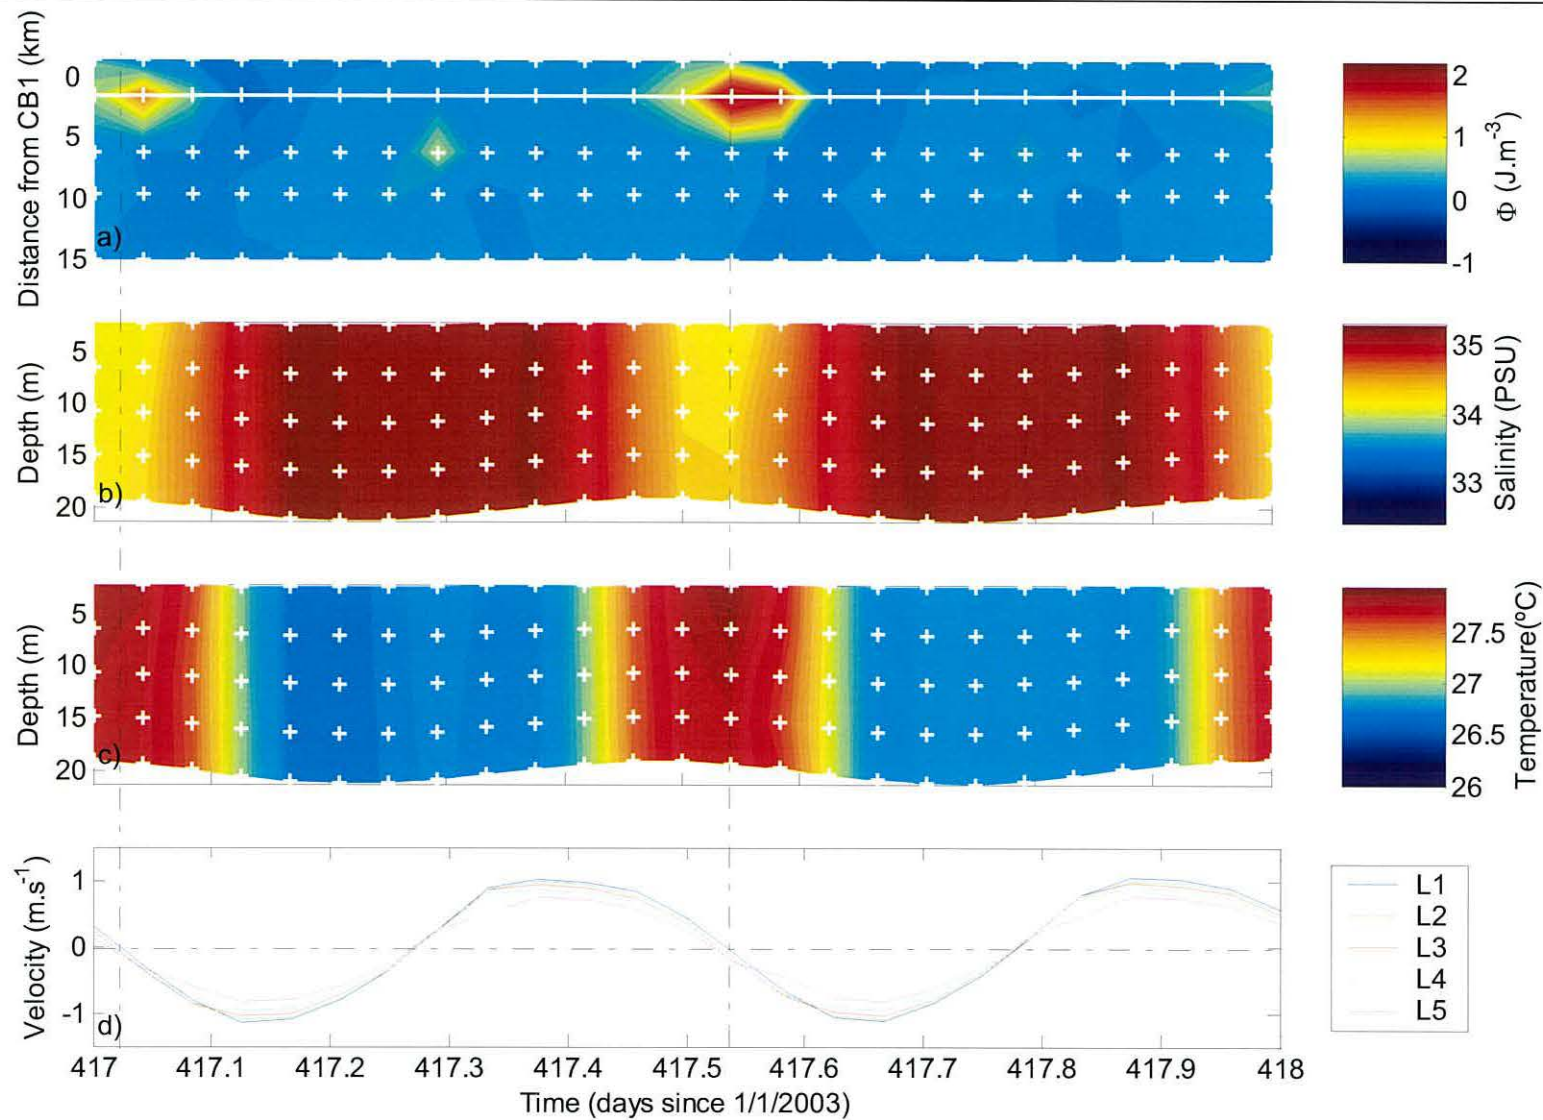 Distance from CB1 (km)
0
5
10
15
a)
2
1
0
-1
Φ (J.m-3)
Depth (m)
5
10
15
20
b)
35
34
33
Salinity (PSU)
Depth (m)
5
10
15
20
c)
27.5
27
26.5
26
Temperature(ºC)
Velocity (m.s-1)
1
0
-1
d)
L1
L2
L3
L4
L5
417 417.1 417.2 417.3 417.4 417.5 417.6 417.7 417.8 417.9 418
Time (days since 1/1/2003)